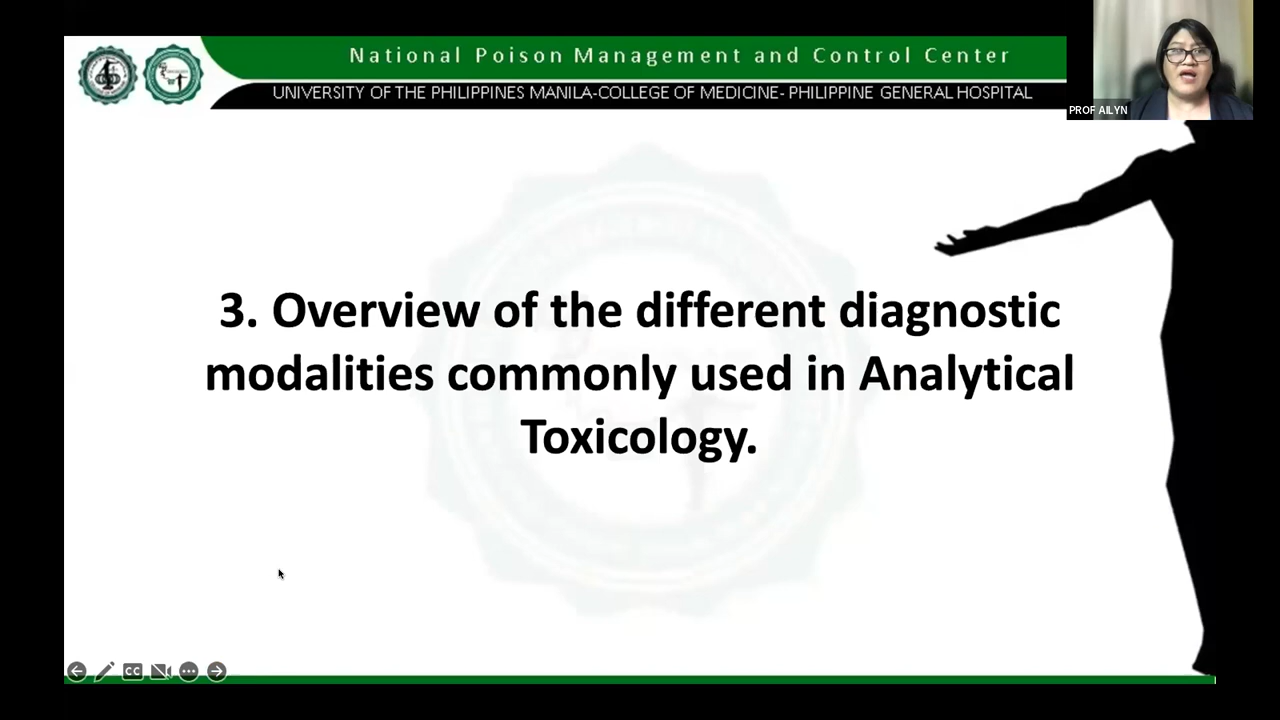 National Poison Management and Control Center
UNIVERSITY OF THE PHILIPPINES MANILA-COLLEGE OF MEDICINE- PHILIPPINE GENERAL HOSPITAL
PROF AILYN
3. Overview of the different diagnostic
modalities commonly used in Analytical
Toxicology.
CC